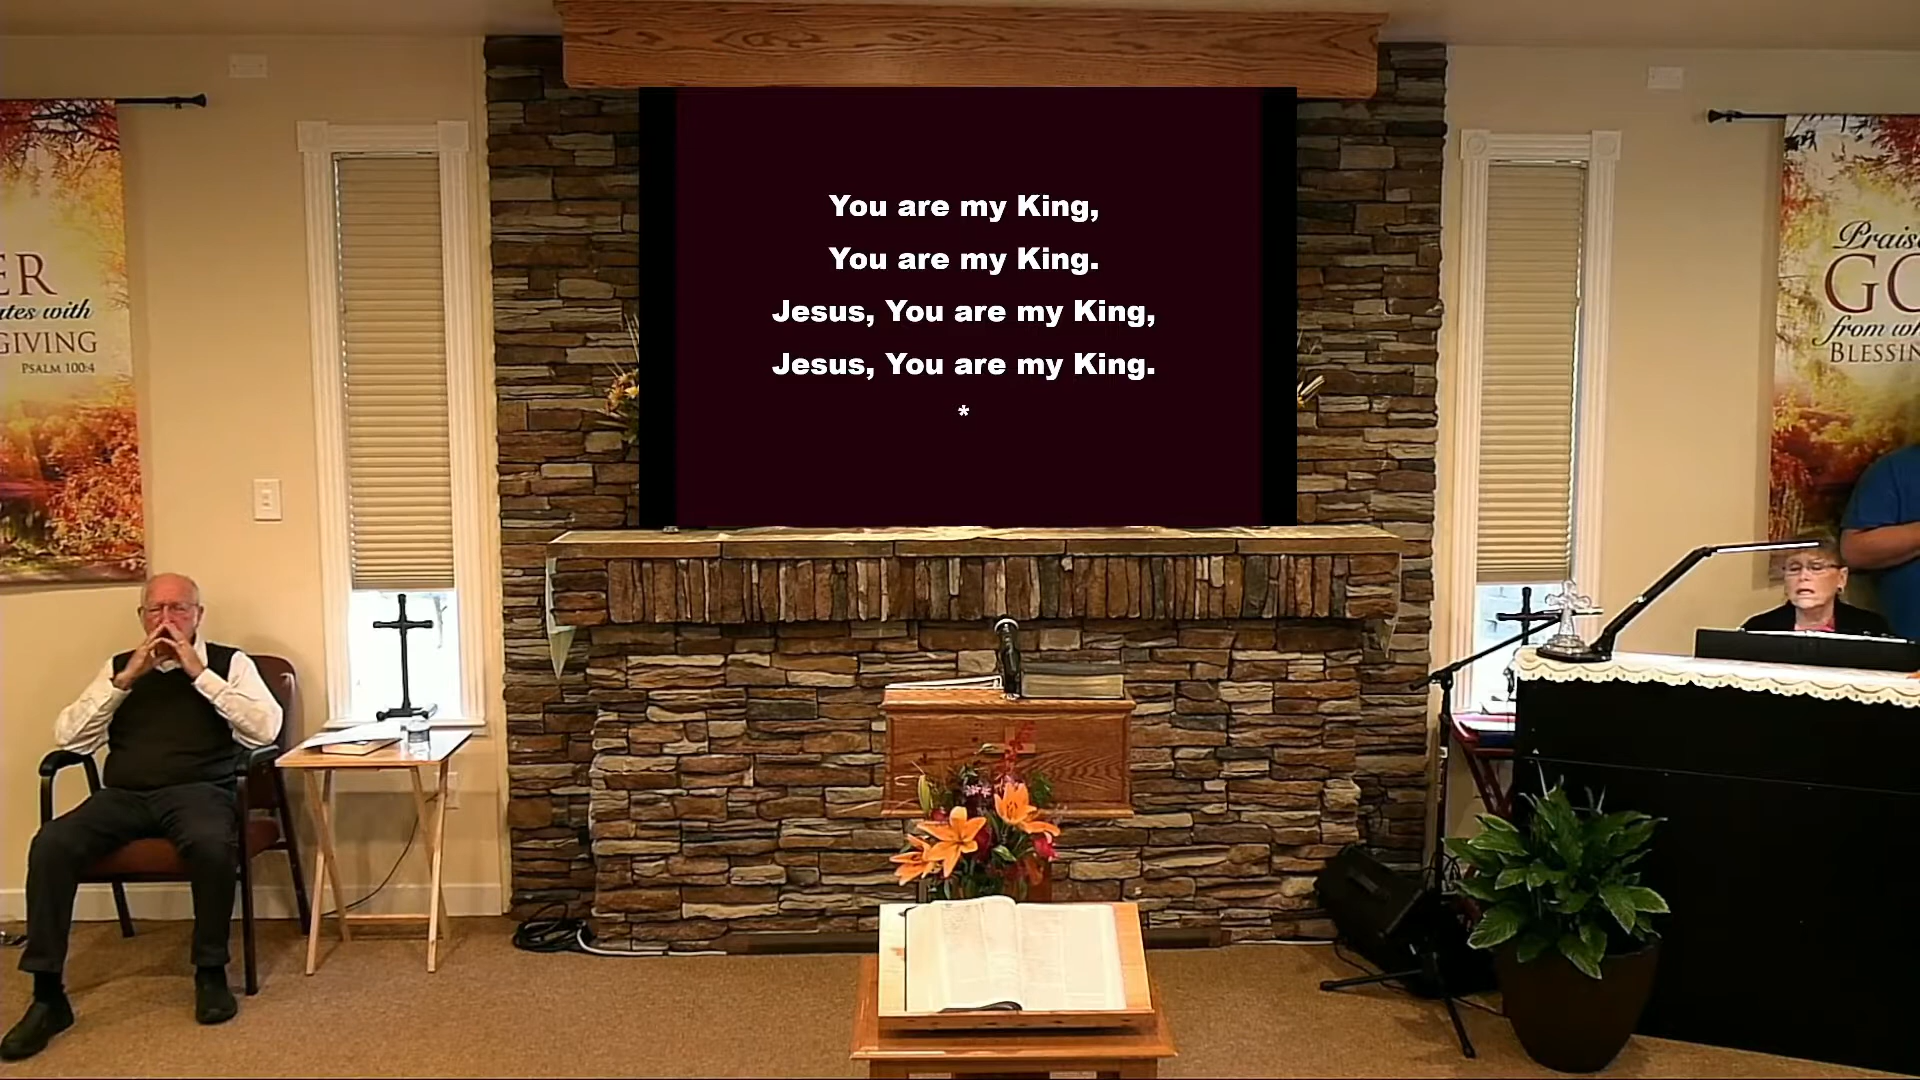 You are my King,
You are my King.
Jesus, You are my King,
Jesus, You are my King.
*
ER
ates with
GIVING
PSALM 100:4
Praise
GO
from wh
BLESSIN